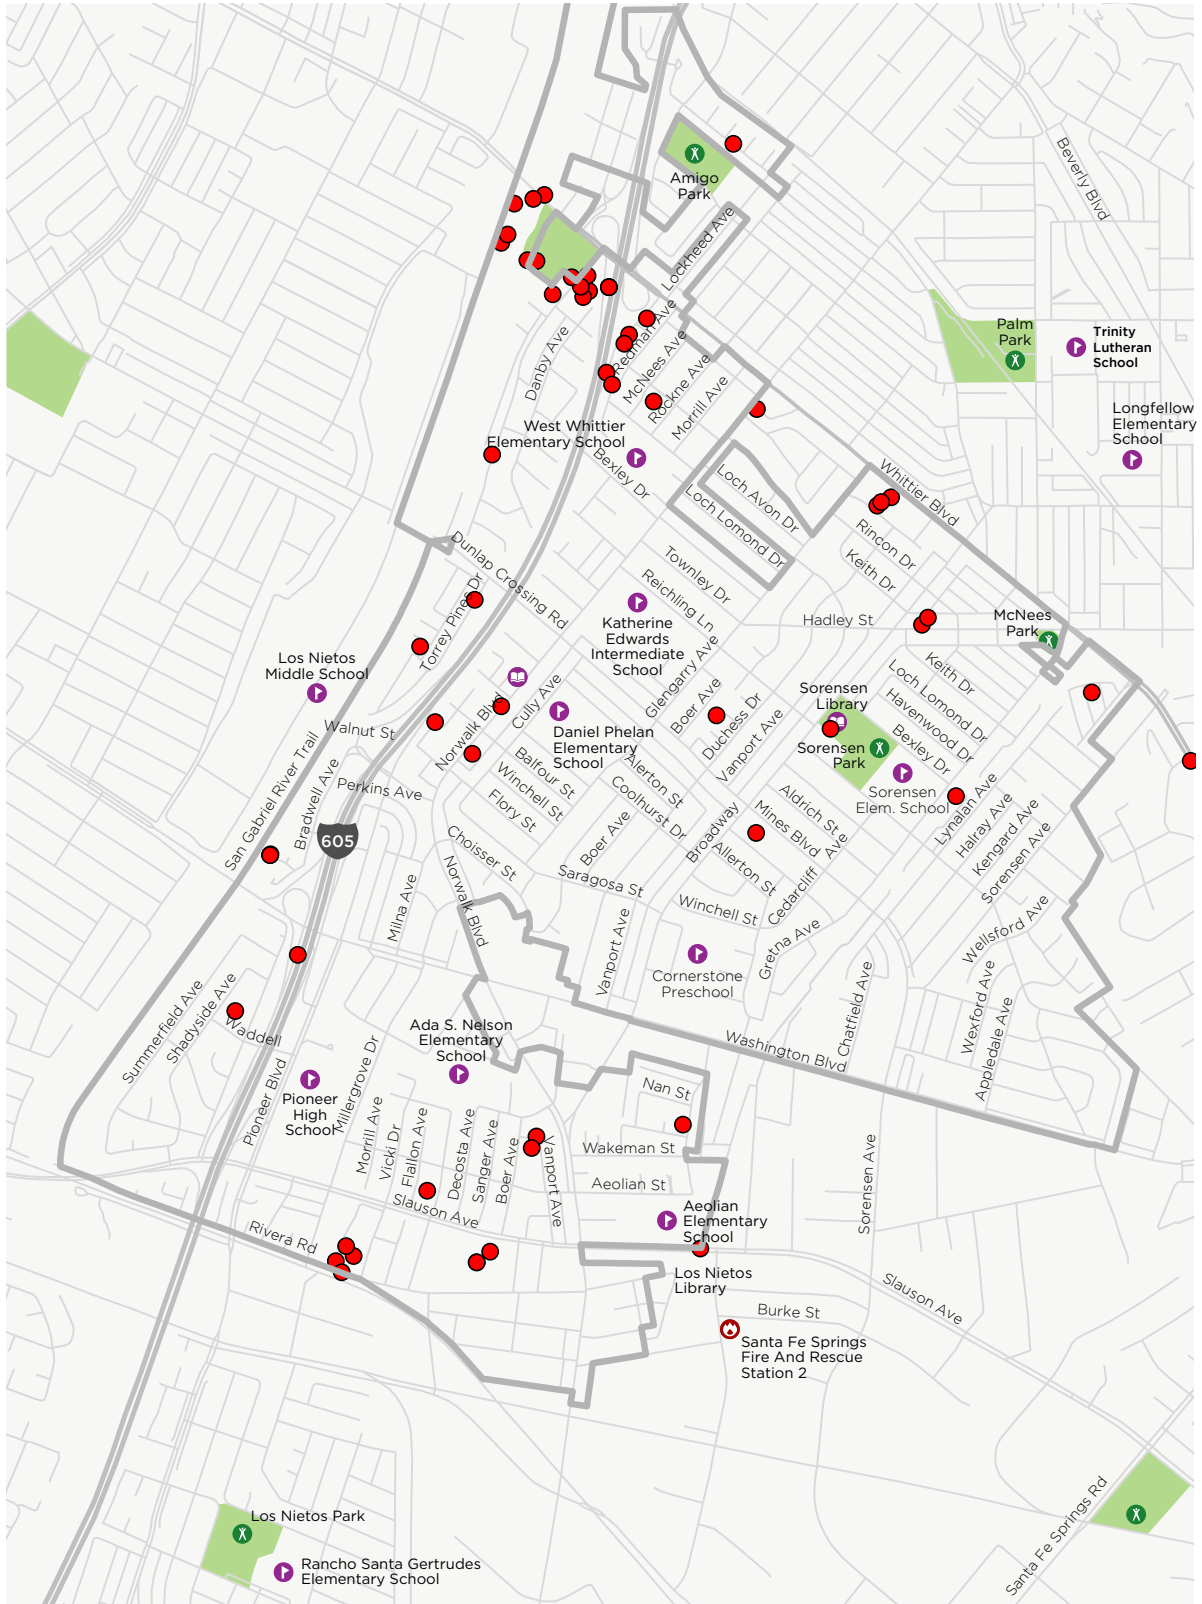 Beverly Blvd
Amigo
Park
Lockheed Ave
Palm
Park
Trinity
Lutheran
School
Redman Ave
Danby Ave
McNees Ave
Rockne Ave
Morrill Ave
Longfellow
Elementary
School
West Whittier
Elementary School
Bexley Dr
Whittier Blvd
Loch Avon Dr
Loch Lomond Dr
Rincon Dr
Keith Dr
Dunlap Crossing Rd
Townley Dr
Reichling Ln
Torrey Pines Dr
Hadley St
McNees
Park
Katherine
Edwards
Intermediate
School
Los Nietos
Middle School
Glengarry Ave
Keith Dr
Loch Lomond Dr
Havenwood Dr
Bexley Dr
Sorensen
Library
Norwalk Blvd
Cully Ave
Boer Ave
Duchess Dr
Vanport Ave
Walnut St
Daniel Phelan
Elementary
School
Sorensen
Park
San Gabriel River Trail
Bradwell Ave
Perkins Ave
Balfour St
Winchell St
Flory St
Alerton St
Coolhurst Dr
Sorensen
Elem. School
Aldrich St
Mines Blvd
Broadway
Lynalan Ave
Halray Ave
Kengard Ave
Sorensen Ave
605
Choisser St
Boer Ave
Allerton St
Cedarcliff Ave
Saragosa St
Norwalk Blvd
Milna Ave
Winchell St
Wellsford Ave
Vanport Ave
Gretna Ave
Cornerstone
Preschool
Summerfield Ave
Shadyside Ave
Waddell
Chatfield Ave
Wexford Ave
Appledale Ave
Ada S. Nelson
Elementary
School
Washington Blvd
Pioneer Blvd
Millergrove Dr
Nan St
Pioneer
High
School
Morrill Ave
Vicki Dr
Flallon Ave
Decosta Ave
Sanger Ave
Boer Ave
Vanport Ave
Wakeman St
Aeolian St
Sorensen Ave
Slauson Ave
Aeolian
Elementary
School
Rivera Rd
Los Nietos
Library
Slauson Ave
Burke St
Santa Fe Springs
Fire And Rescue
Station 2
Santa Fe Springs Rd
Los Nietos Park
Rancho Santa Gertrudes
Elementary School